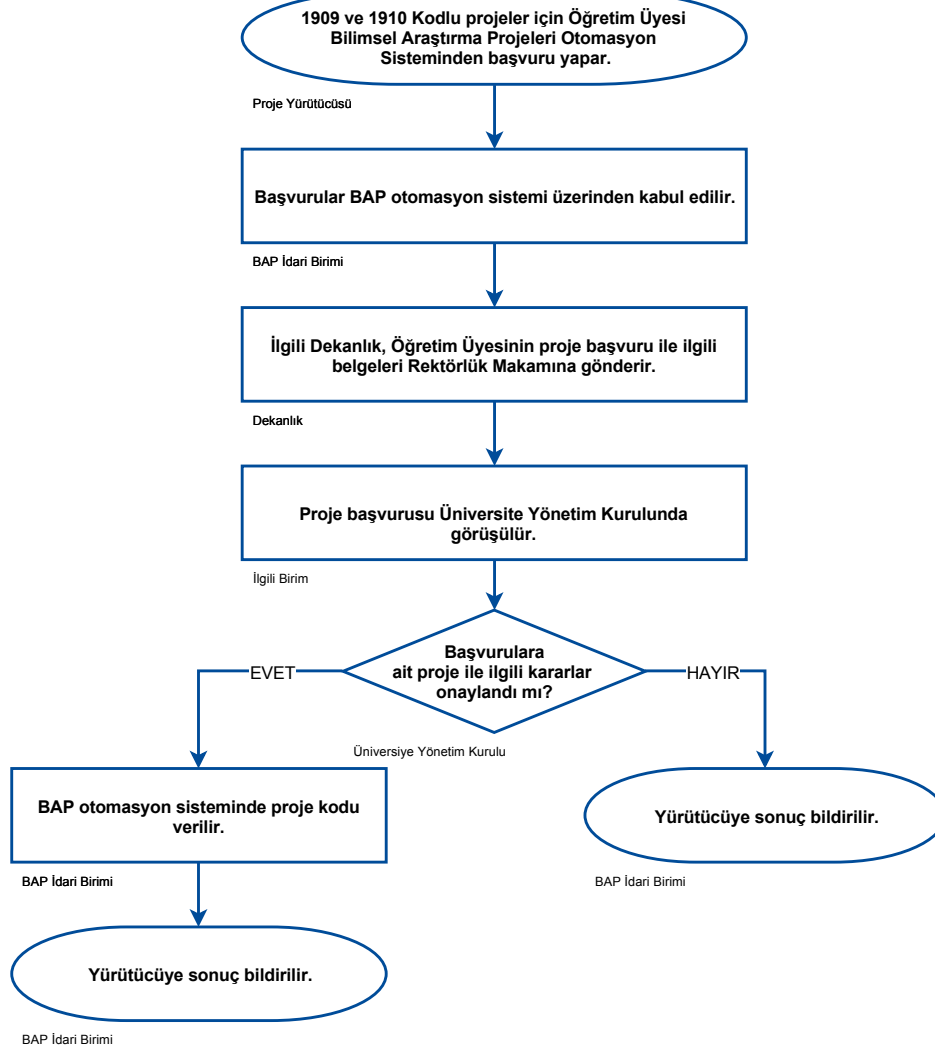 1909 ve 1910 Kodlu projeler için Öğretim Üyesi
Bilimsel Araştırma Projeleri Otomasyon
Sisteminden başvuru yapar.
Proje Yürütücüsü
Başvurular BAP otomasyon sistemi üzerinden kabul edilir.
BAP İdari Birimi
İlgili Dekanlık, Öğretim Üyesinin proje başvuru ile ilgili
belgeleri Rektörlük Makamına gönderir.
Dekanlık
Proje başvurusu Üniversite Yönetim Kurulunda
görüşülür.
İlgili Birim
Başvurulara
ait proje ile ilgili kararlar
onaylandı mı?
EVET
HAYIR
Üniversiye Yönetim Kurulu
BAP otomasyon sisteminde proje kodu
verilir.
BAP İdari Birimi
Yürütücüye sonuç bildirilir.
BAP İdari Birimi
Yürütücüye sonuç bildirilir.
BAP İdari Birimi